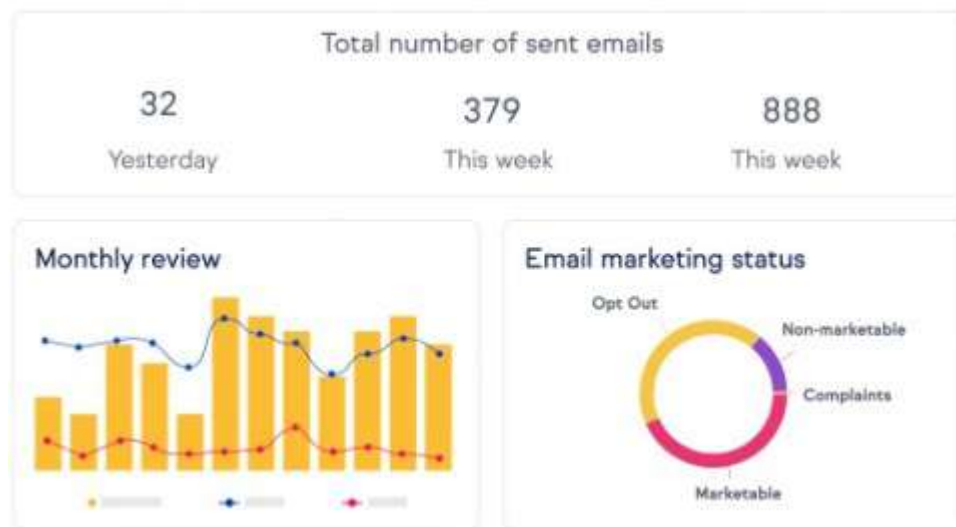 Total number of sent emails
32
379
888
Yesterday
This week
This week
Monthly review
Email marketing status
Opt Out
Non-marketable
Complaints
Marketable